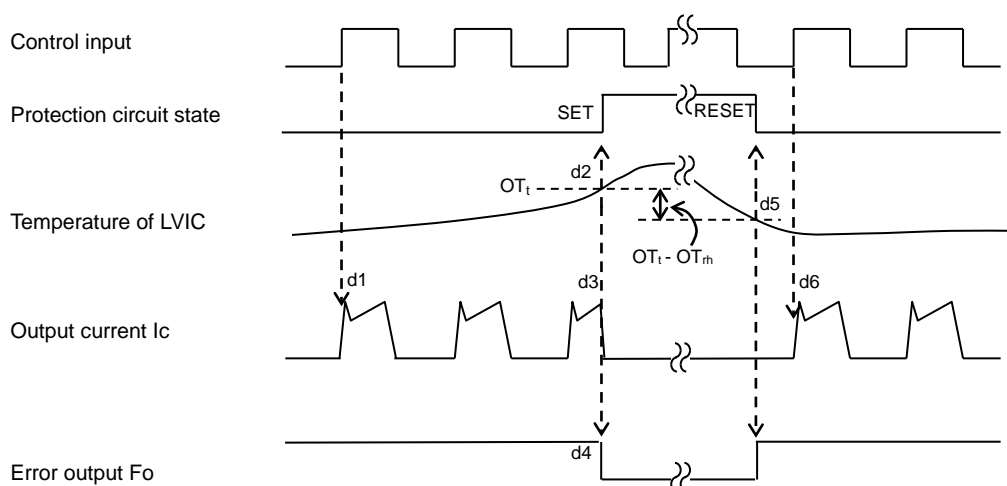 Control input
Protection circuit state
SET
RESET
d2
OTt
d5
Temperature of LVIC
OTt - OTrh
d1
d3
d6
Output current Ic
d4
Error output Fo